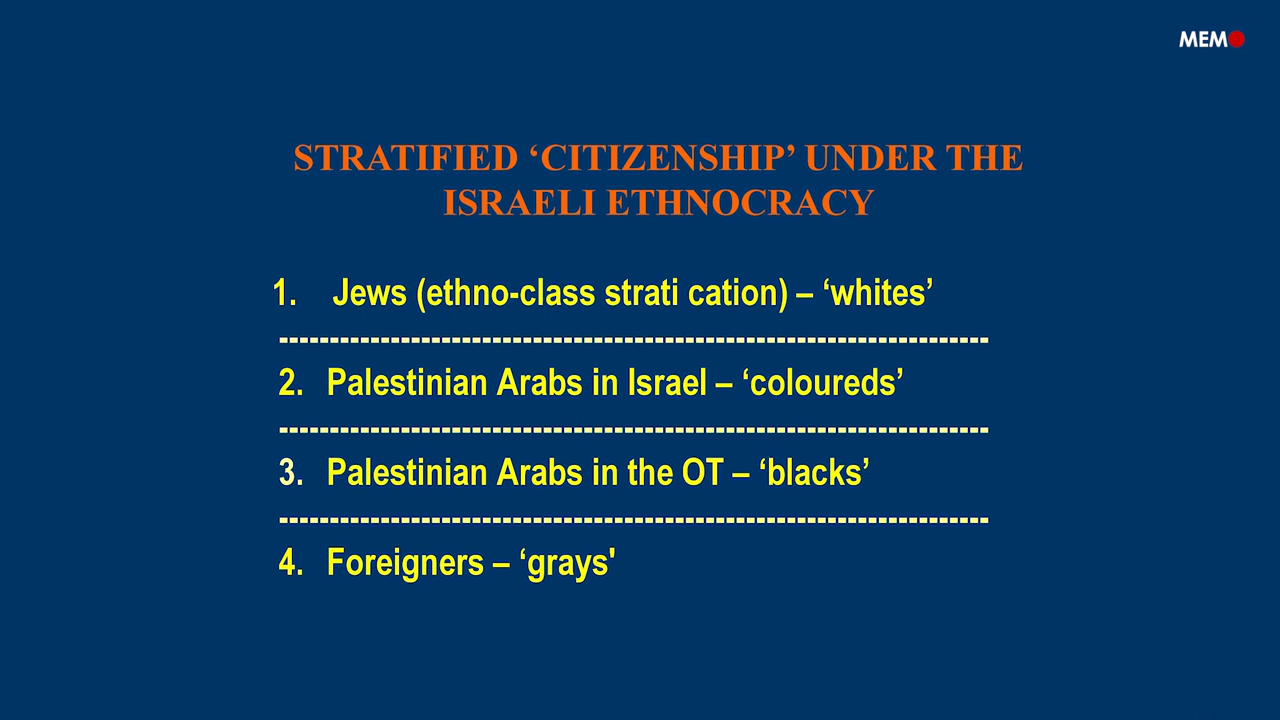 MEMO
STRATIFIED ‘CITIZENSHIP’ UNDER THE
ISRAELI ETHNOCRACY
1. Jews (ethno-class strati cation) – ‘whites’
----------------------------------------------------------------------
2. Palestinian Arabs in Israel – ‘coloureds’
----------------------------------------------------------------------
3. Palestinian Arabs in the OT – ‘blacks’
----------------------------------------------------------------------
4. Foreigners – ‘grays'